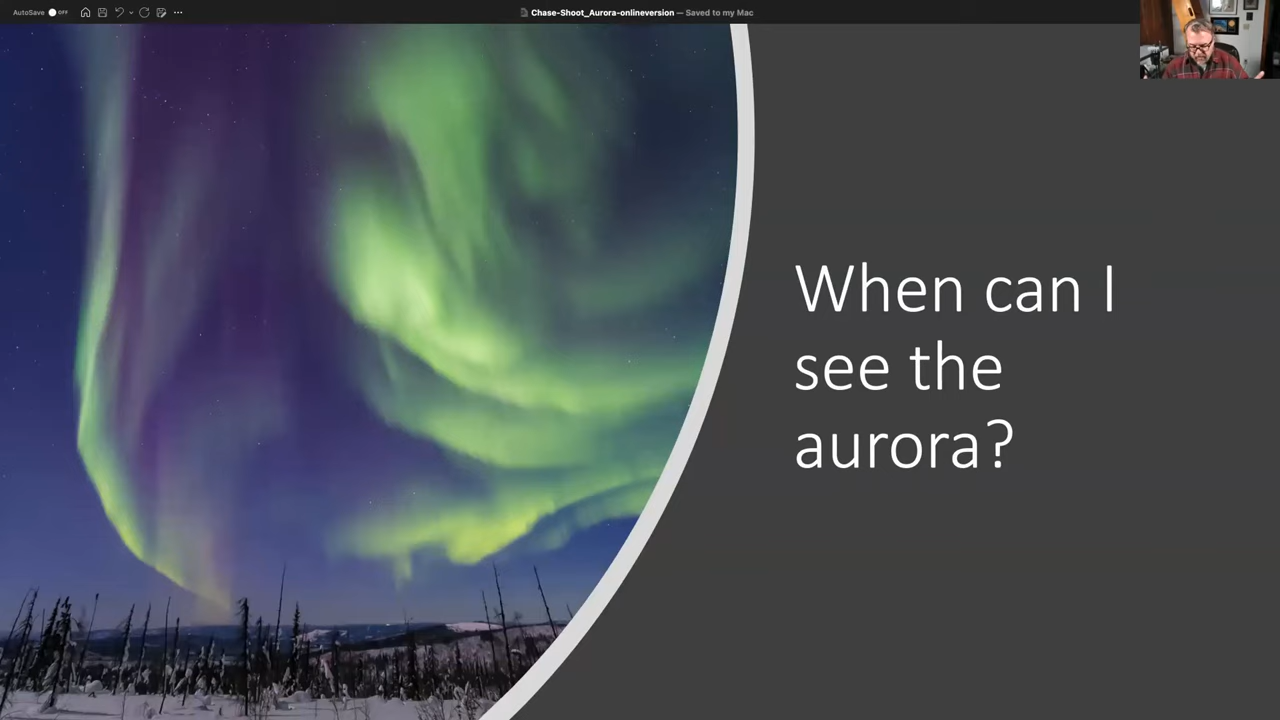 AutoSave OFF
Chase-Shoot_Aurora-onlineversion — Saved to my Mac
When can I
see the
aurora?